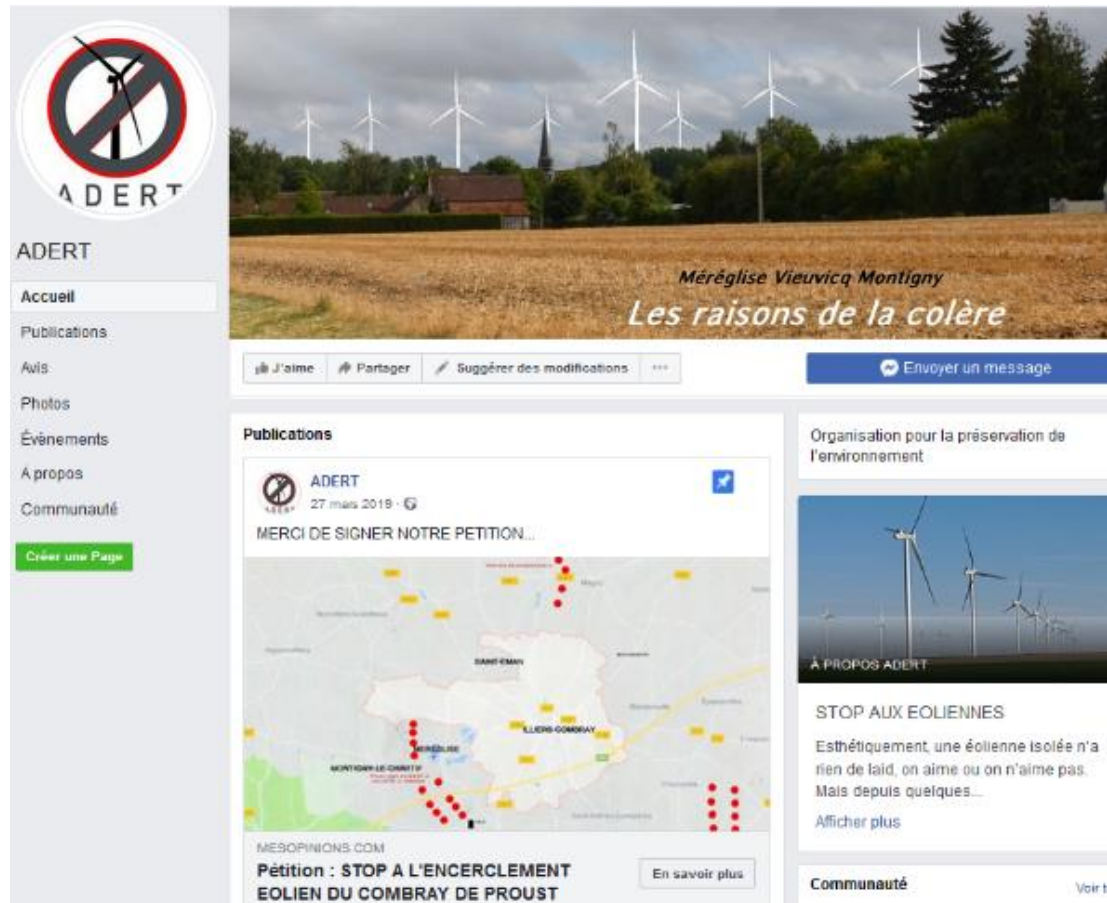 ADERT
ADERT
Accueil
Publications
Avis
Photos
Évènements
A propos
Communauté
Créer une Page
Méréglise Vieuvicq Montigny
Les raisons de la colère
J'aime
Partager
Suggérer des modifications
Envoyer un message
Publications
ADERT
27 mars 2019
MERCI DE SIGNER NOTRE PETITION...
Magny
SAINT-EMAN
ILLIERS-COMBRAY
MEREGLISE
MONTIGNY-LE-CHARTIF
MESOPINIONS.COM
Pétition : STOP A L'ENCERCLEMENT
EOLIEN DU COMBRAY DE PROUST
En savoir plus
Organisation pour la préservation de
l'environnement
À PROPOS ADERT
STOP AUX EOLIENNES
Esthétiquement, une éolienne isolée n'a
rien de laid, on aime ou on n'aime pas.
Mais depuis quelques...
Afficher plus
Communauté
Voir t